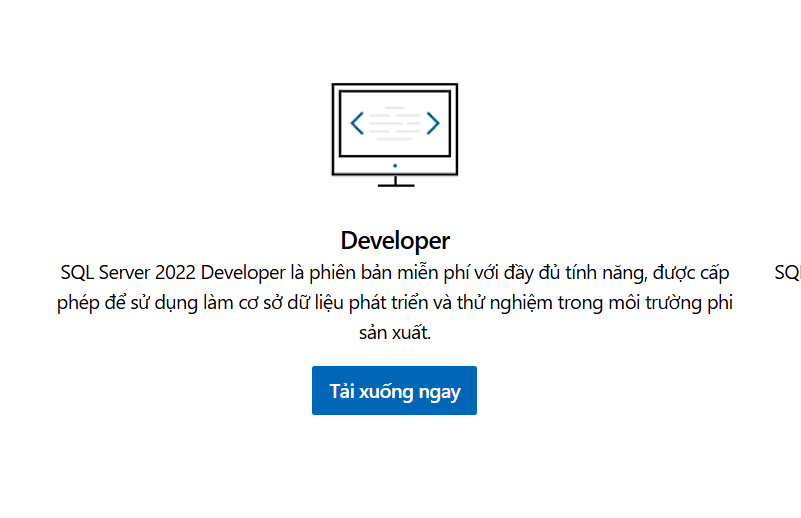 Developer
SQL Server 2022 Developer là phiên bản miễn phí với đầy đủ tính năng, được cấp
phép để sử dụng làm cơ sở dữ liệu phát triển và thử nghiệm trong môi trường phi
sản xuất.
Tải xuống ngay